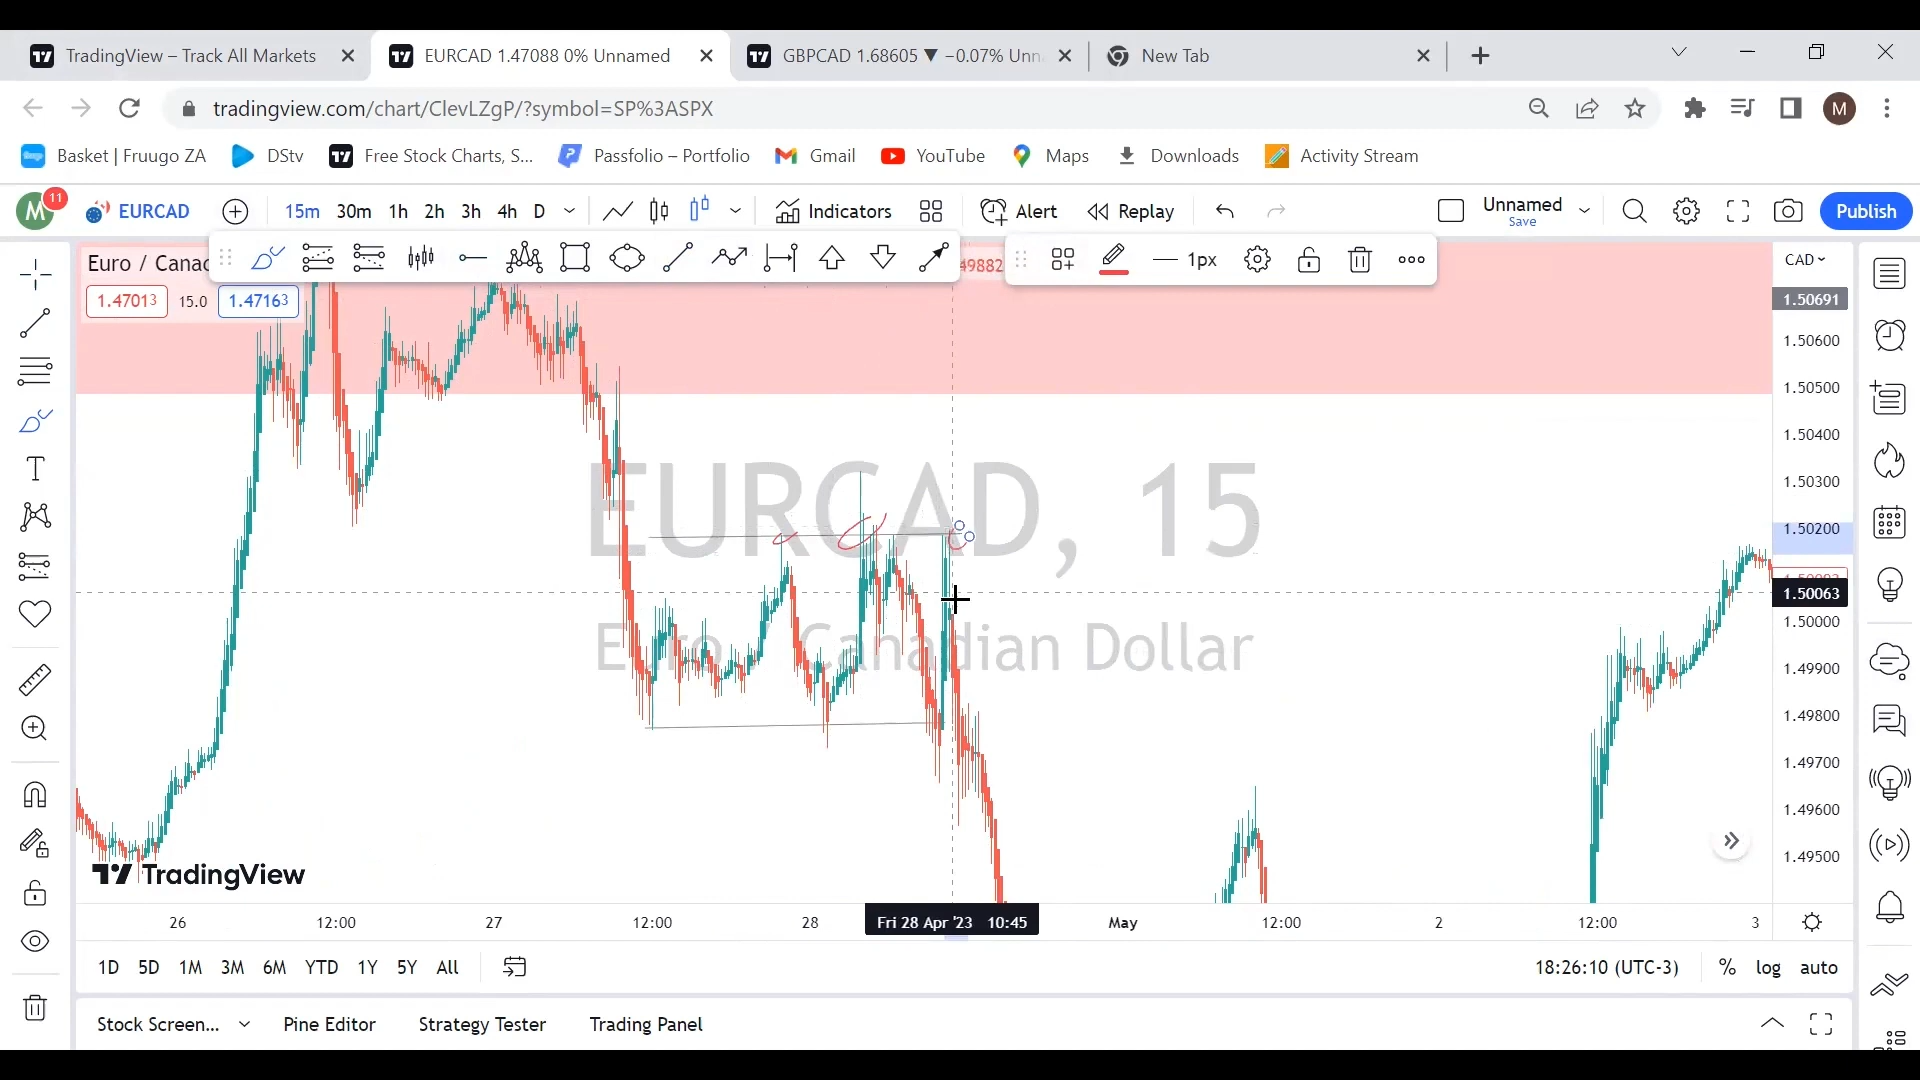 TradingView – Track All Markets
EURCAD 1.47088 0% Unnamed
GBPCAD 1.68605 ▼ −0.07% Unn
New Tab
tradingview.com/chart/ClevLZgP/?symbol=SP%3ASPX
M
Basket | Fruugo ZA
DStv
Free Stock Charts, S...
Passfolio – Portfolio
Gmail
YouTube
Maps
Downloads
Activity Stream
M
11
EURCAD
15m 30m 1h 2h 3h 4h D
Indicators
Alert
Replay
Unnamed
Save
Publish
Euro / Canad
49882
1px
CAD
1.47013 15.0 1.47163
1.50691
1.50600
1.50500
1.50400
1.50300
1.50200
1.50063
1.50000
1.49900
1.49800
1.49700
1.49600
1.49500
EURCAD, 15
Euro / Canadian Dollar
TradingView
26 12:00 27 12:00 28 Fri 28 Apr '23 10:45 May 12:00 2 12:00 3
1D 5D 1M 3M 6M YTD 1Y 5Y All
18:26:10 (UTC-3) % log auto
Stock Screen... Pine Editor Strategy Tester Trading Panel